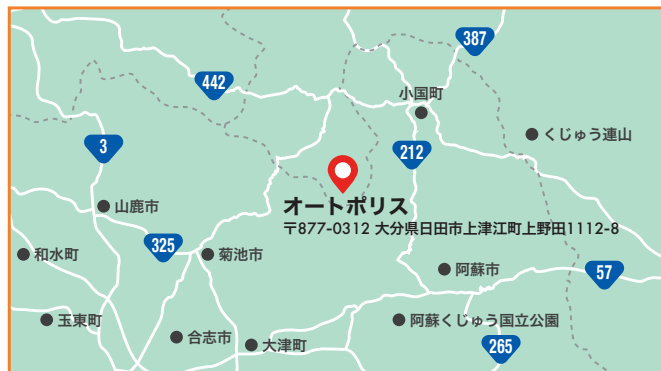 387
442
小国町
3
くじゅう連山
212
山鹿市
オートポリス
〒877-0312 大分県日田市上津江町上野田1112-8
325
和水町
菊池市
阿蘇市
57
玉東町
阿蘇くじゅう国立公園
合志市
大津町
265